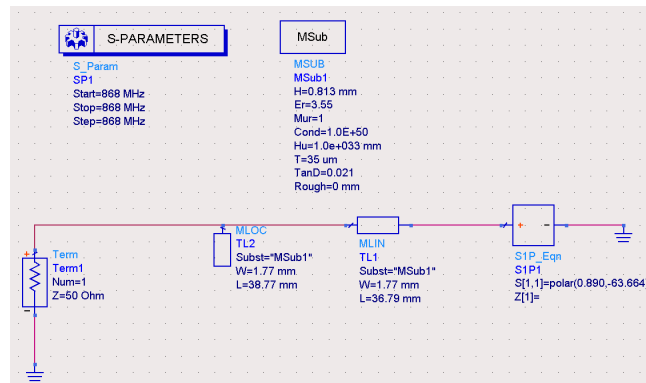 S-PARAMETERS
S_Param
SP1
Start=868 MHz
Stop=868 MHz
Step=868 MHz
MSub
MSUB
MSub1
H=0.813 mm
Er=3.55
Mur=1
Cond=1.0E+50
Hu=1.0e+033 mm
T=35 um
TanD=0.021
Rough=0 mm
+
Term
Term1
Num=1
Z=50 Ohm
-
MLOC
TL2
Subst="MSub1"
W=1.77 mm
L=38.77 mm
MLIN
TL1
Subst="MSub1"
W=1.77 mm
L=36.79 mm
+ -
S1P_Eqn
S1P1
S[1,1]=polar(0.890,-63.664
Z[1]=